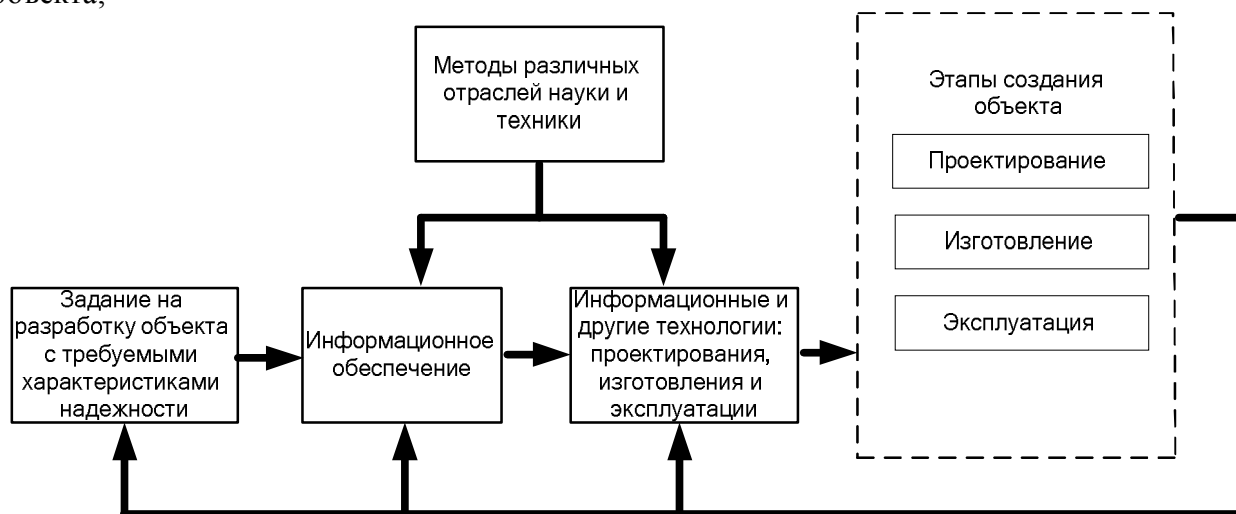 объекта,
Методы различных
отраслей науки и
техники
Этапы создания
объекта
Проектирование
Изготовление
Эксплуатация
Задание на
разработку объекта
с требуемыми
характеристиками
надежности
Информационное
обеспечение
Информационные и
другие технологии:
проектирования,
изготовления и
эксплуатации